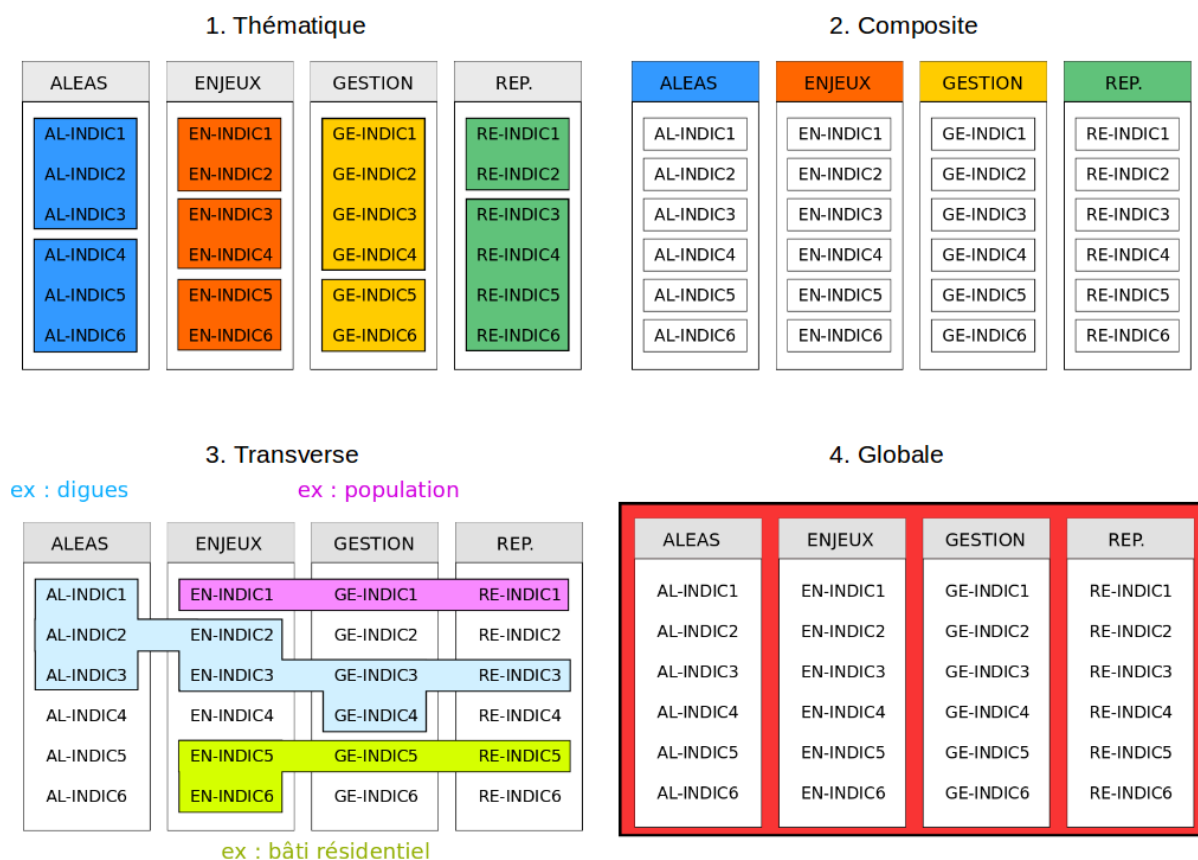 1. Thématique
ALEAS ENJEUX GESTION REP.
AL-INDIC1 EN-INDIC1 GE-INDIC1 RE-INDIC1
AL-INDIC2 EN-INDIC2 GE-INDIC2 RE-INDIC2
AL-INDIC3 EN-INDIC3 GE-INDIC3 RE-INDIC3
AL-INDIC4 EN-INDIC4 GE-INDIC4 RE-INDIC4
AL-INDIC5 EN-INDIC5 GE-INDIC5 RE-INDIC5
AL-INDIC6 EN-INDIC6 GE-INDIC6 RE-INDIC6
2. Composite
ALEAS ENJEUX GESTION REP.
AL-INDIC1 EN-INDIC1 GE-INDIC1 RE-INDIC1
AL-INDIC2 EN-INDIC2 GE-INDIC2 RE-INDIC2
AL-INDIC3 EN-INDIC3 GE-INDIC3 RE-INDIC3
AL-INDIC4 EN-INDIC4 GE-INDIC4 RE-INDIC4
AL-INDIC5 EN-INDIC5 GE-INDIC5 RE-INDIC5
AL-INDIC6 EN-INDIC6 GE-INDIC6 RE-INDIC6
3. Transverse
ex : digues ex : population
ALEAS ENJEUX GESTION REP.
AL-INDIC1 EN-INDIC1 GE-INDIC1 RE-INDIC1
AL-INDIC2 EN-INDIC2 GE-INDIC2 RE-INDIC2
AL-INDIC3 EN-INDIC3 GE-INDIC3 RE-INDIC3
AL-INDIC4 EN-INDIC4 GE-INDIC4 RE-INDIC4
AL-INDIC5 EN-INDIC5 GE-INDIC5 RE-INDIC5
AL-INDIC6 EN-INDIC6 GE-INDIC6 RE-INDIC6
ex : bâti résidentiel
4. Globale
ALEAS ENJEUX GESTION REP.
AL-INDIC1 EN-INDIC1 GE-INDIC1 RE-INDIC1
AL-INDIC2 EN-INDIC2 GE-INDIC2 RE-INDIC2
AL-INDIC3 EN-INDIC3 GE-INDIC3 RE-INDIC3
AL-INDIC4 EN-INDIC4 GE-INDIC4 RE-INDIC4
AL-INDIC5 EN-INDIC5 GE-INDIC5 RE-INDIC5
AL-INDIC6 EN-INDIC6 GE-INDIC6 RE-INDIC6